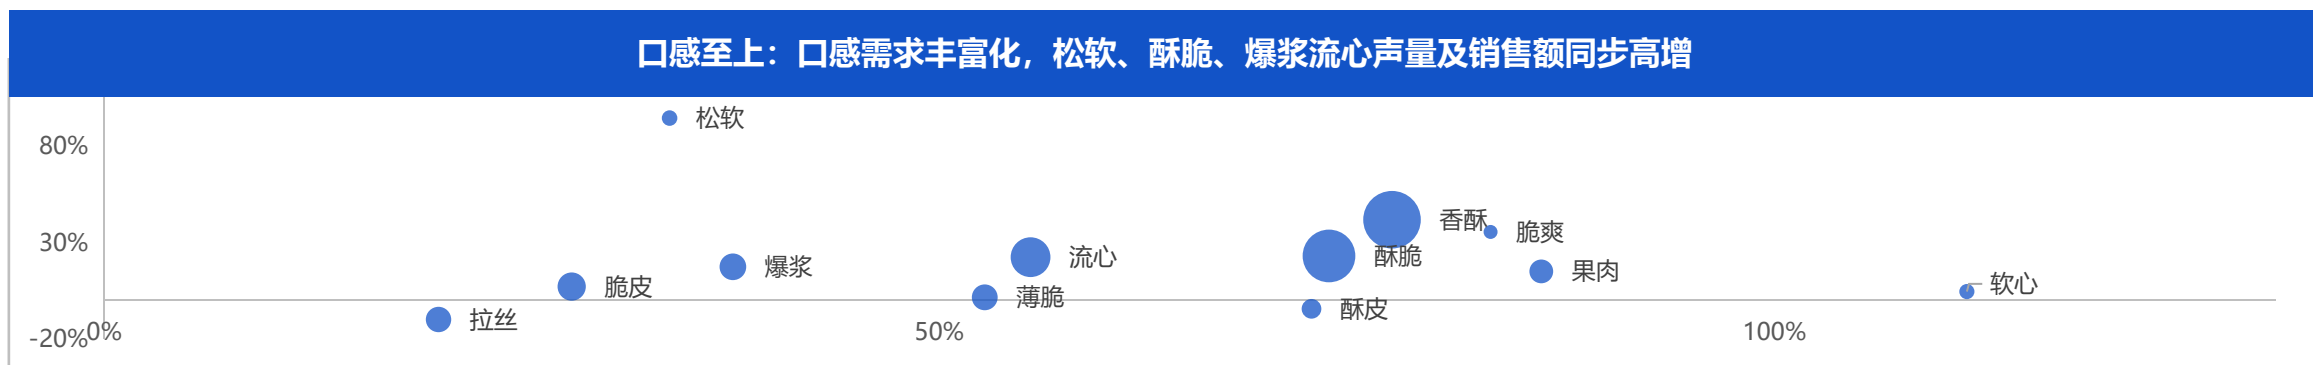 口感至上：口感需求丰富化，松软、酥脆、爆浆流心声量及销售额同步高增
松软
80%
香酥
脆爽
30%
酥脆
流心
爆浆
果肉
软心
脆皮
薄脆
酥皮
拉丝
-20%
0%
50%
100%